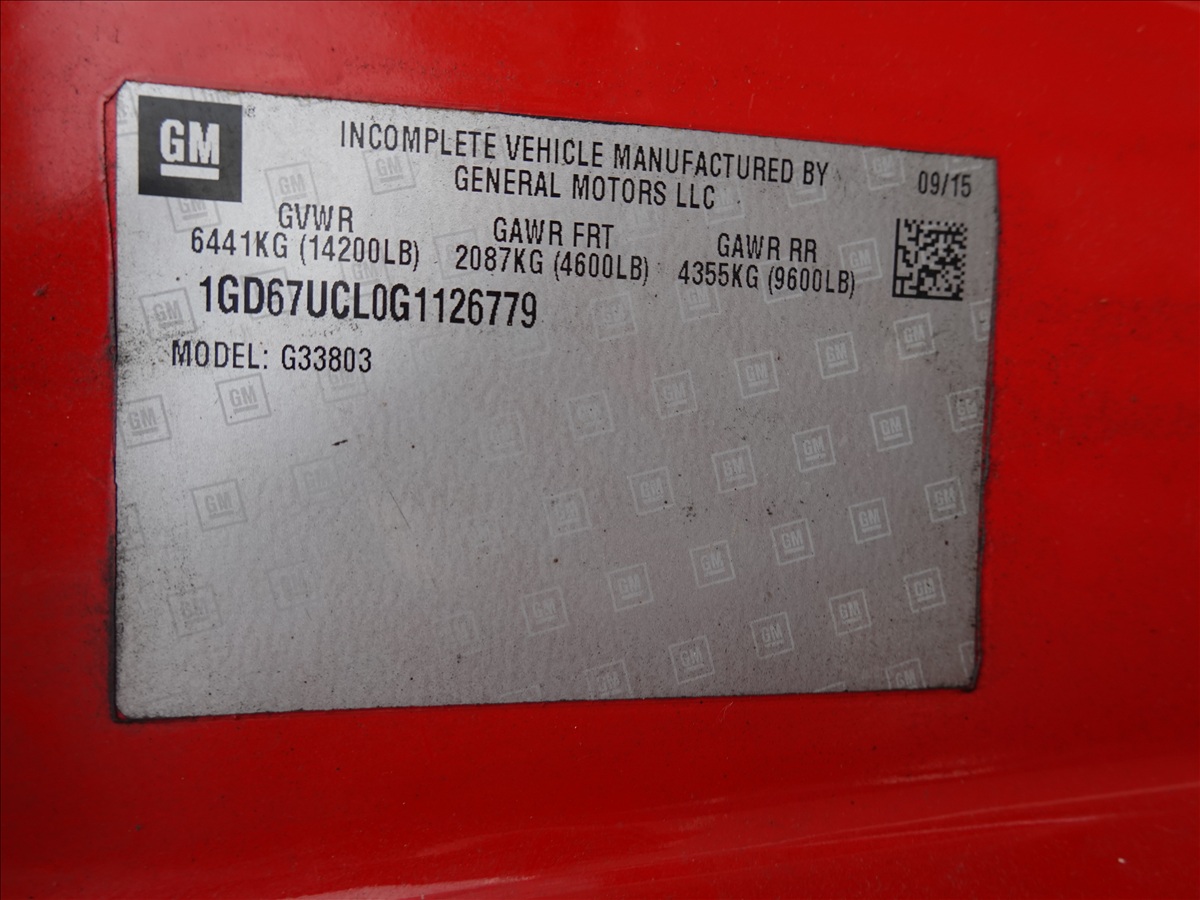 GM
INCOMPLETE VEHICLE MANUFACTURED BY
GENERAL MOTORS LLC
09/15
GVWR GAWR FRT GAWR RR
6441KG (14200LB) 2087KG (4600LB) 4355KG (9600LB)
1GD67UCL0G1126779
MODEL: G33803